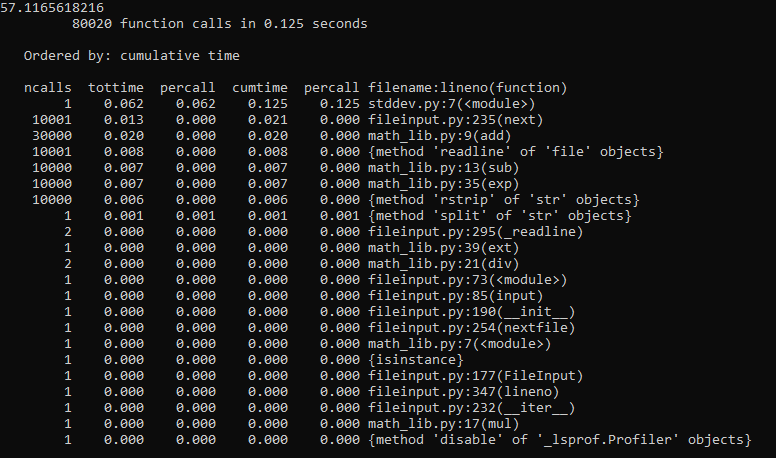 57.1165618216
         80020 function calls in 0.125 seconds

   Ordered by: cumulative time

   ncalls  tottime  percall  cumtime  percall filename:lineno(function)
        1    0.062    0.062    0.125    0.125 stddev.py:7(<module>)
    10001    0.013    0.000    0.021    0.000 fileinput.py:235(next)
    30000    0.020    0.000    0.020    0.000 math_lib.py:9(add)
    10001    0.008    0.000    0.008    0.000 {method 'readline' of 'file' objects}
    10000    0.007    0.000    0.007    0.000 math_lib.py:13(sub)
    10000    0.007    0.000    0.007    0.000 math_lib.py:35(exp)
    10000    0.006    0.000    0.006    0.000 {method 'rstrip' of 'str' objects}
        1    0.001    0.001    0.001    0.001 {method 'split' of 'str' objects}
        2    0.000    0.000    0.000    0.000 fileinput.py:295(_readline)
        1    0.000    0.000    0.000    0.000 math_lib.py:39(ext)
        2    0.000    0.000    0.000    0.000 math_lib.py:21(div)
        1    0.000    0.000    0.000    0.000 fileinput.py:73(<module>)
        1    0.000    0.000    0.000    0.000 fileinput.py:85(input)
        1    0.000    0.000    0.000    0.000 fileinput.py:190(__init__)
        1    0.000    0.000    0.000    0.000 fileinput.py:254(nextfile)
        1    0.000    0.000    0.000    0.000 math_lib.py:7(<module>)
        1    0.000    0.000    0.000    0.000 {isinstance}
        1    0.000    0.000    0.000    0.000 fileinput.py:177(FileInput)
        1    0.000    0.000    0.000    0.000 fileinput.py:347(lineno)
        1    0.000    0.000    0.000    0.000 fileinput.py:232(__iter__)
        1    0.000    0.000    0.000    0.000 math_lib.py:17(mul)
        1    0.000    0.000    0.000    0.000 {method 'disable' of '_lsprof.Profiler' objects}